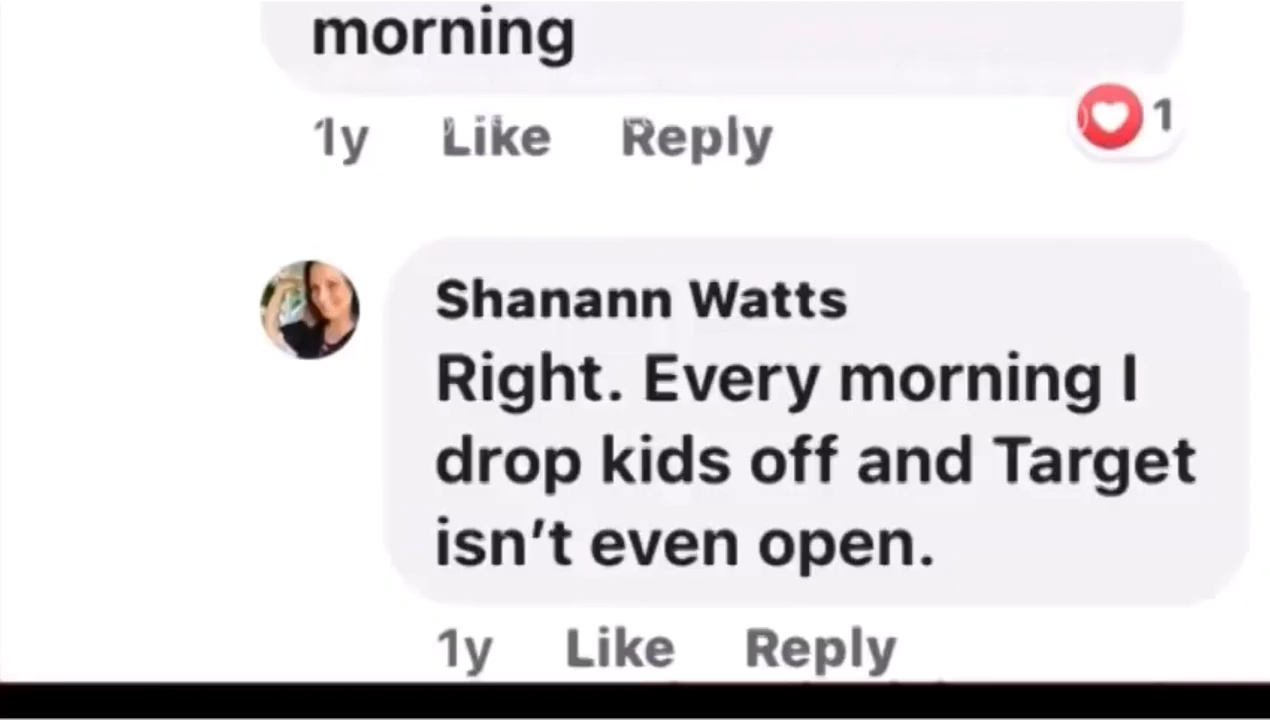 morning
1y Like Reply 1
Shanann Watts
Right. Every morning I
drop kids off and Target
isn't even open.
1y Like Reply